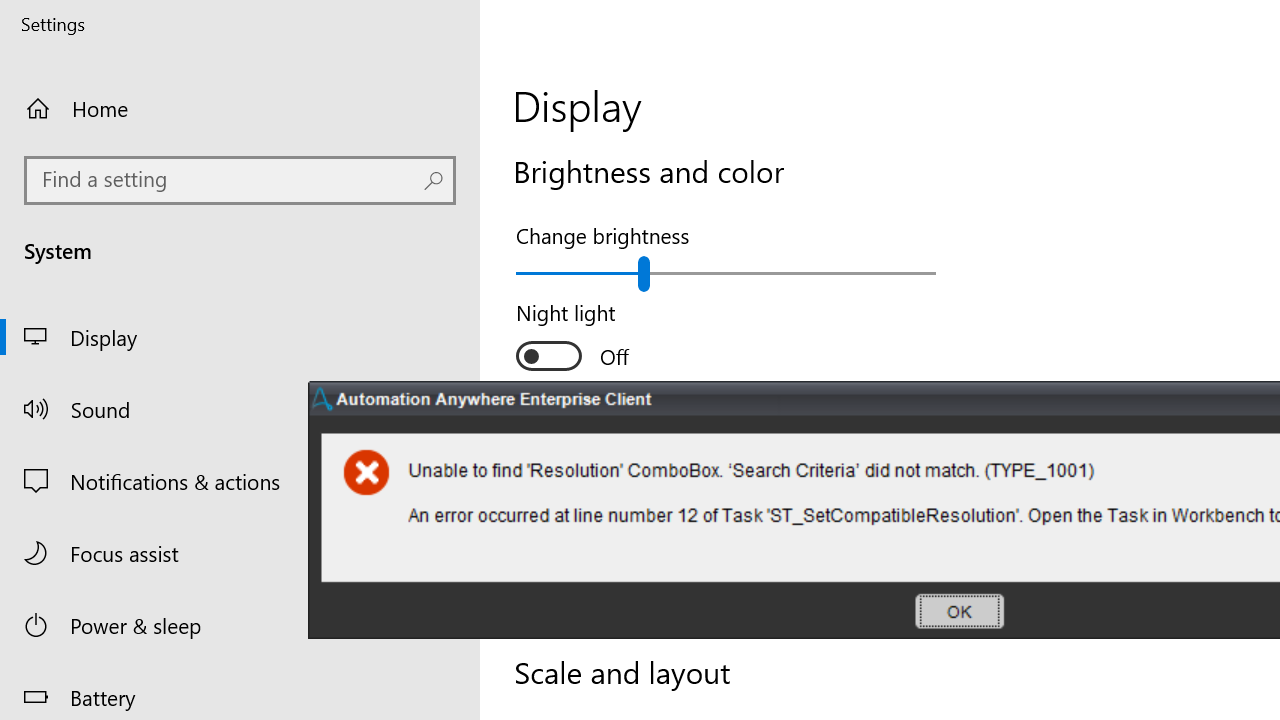 Settings
Home
Find a setting
System
Display
Sound
Notifications & actions
Focus assist
Power & sleep
Battery
Display
Brightness and color
Change brightness
Night light
Off
Automation Anywhere Enterprise Client
Unable to find 'Resolution' ComboBox. ‘Search Criteria’ did not match. (TYPE_1001)
An error occurred at line number 12 of Task 'ST_SetCompatibleResolution'. Open the Task in Workbench to
OK
Scale and layout